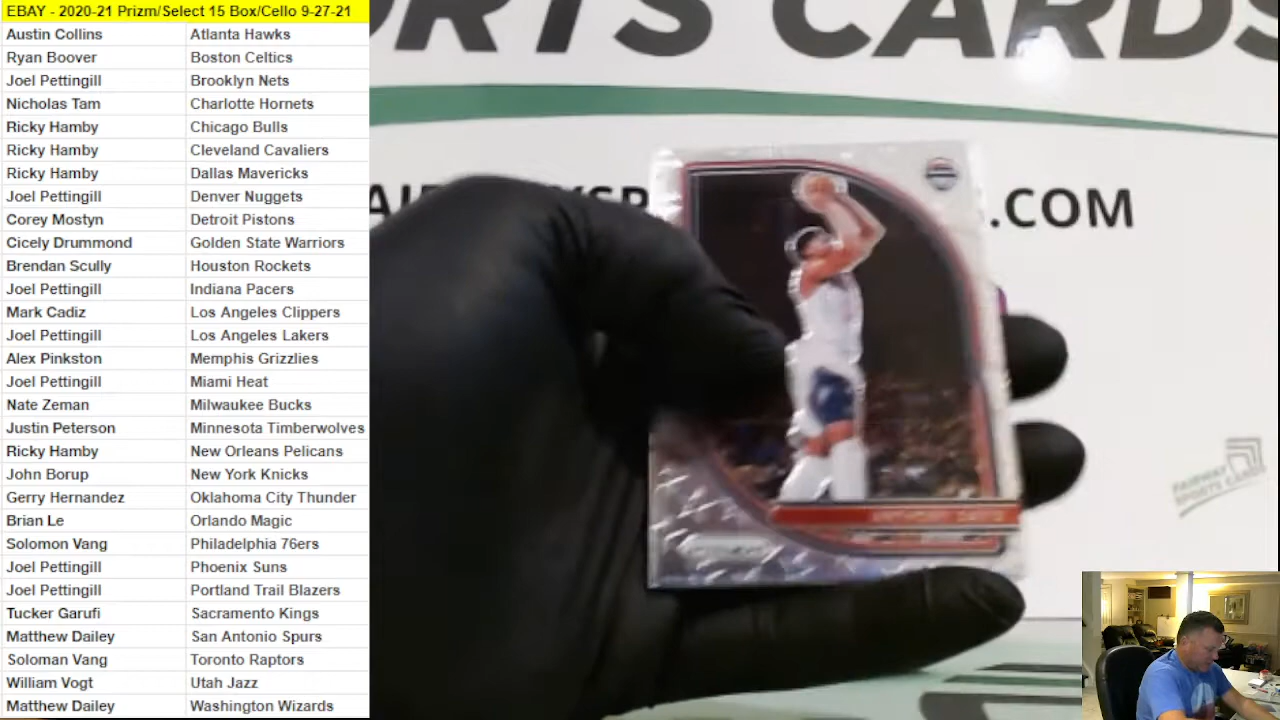 EBAY - 2020-21 Prizm/Select 15 Box/Cello 9-27-21
Austin Collins Atlanta Hawks
Ryan Boover Boston Celtics
Joel Pettingill Brooklyn Nets
Nicholas Tam Charlotte Hornets
Ricky Hamby Chicago Bulls
Ricky Hamby Cleveland Cavaliers
Ricky Hamby Dallas Mavericks
Joel Pettingill Denver Nuggets
Corey Mostyn Detroit Pistons
Cicely Drummond Golden State Warriors
Brendan Scully Houston Rockets
Joel Pettingill Indiana Pacers
Mark Cadiz Los Angeles Clippers
Joel Pettingill Los Angeles Lakers
Alex Pinkston Memphis Grizzlies
Joel Pettingill Miami Heat
Nate Zeman Milwaukee Bucks
Justin Peterson Minnesota Timberwolves
Ricky Hamby New Orleans Pelicans
John Borup New York Knicks
Gerry Hernandez Oklahoma City Thunder
Brian Le Orlando Magic
Solomon Vang Philadelphia 76ers
Joel Pettingill Phoenix Suns
Joel Pettingill Portland Trail Blazers
Tucker Garufi Sacramento Kings
Matthew Dailey San Antonio Spurs
Soloman Vang Toronto Raptors
William Vogt Utah Jazz
Matthew Dailey Washington Wizards
ORTS CARDS
.COM
FAIRWAY
SPORTS CARDS